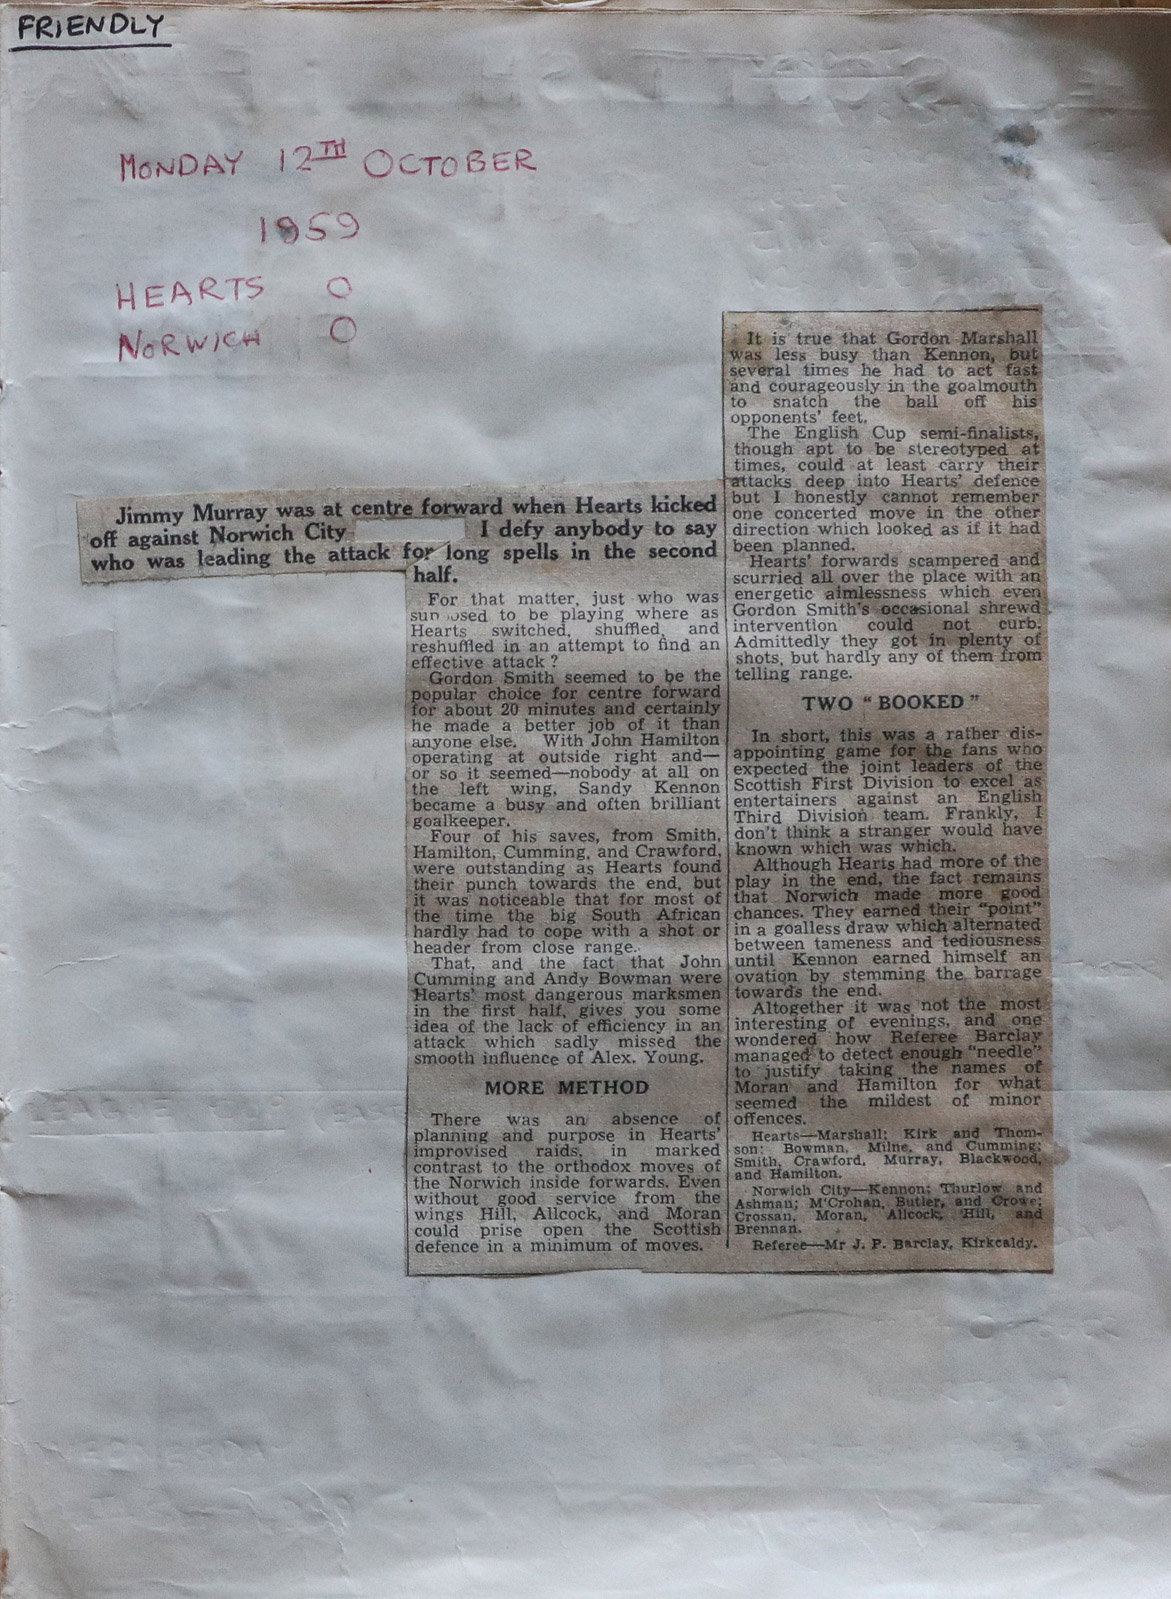 FRIENDLY
MONDAY 12TH OCTOBER
1959
HEARTS 0
NORWICH 0
Jimmy Murray was at centre forward when Hearts kicked
off against Norwich City I defy anybody to say
who was leading the attack for long spells in the second
half.
For that matter, just who was
supposed to be playing where as
Hearts switched, shuffled, and
reshuffled in an attempt to find an
effective attack?
Gordon Smith seemed to be the
popular choice for centre forward
for about 20 minutes and certainly
he made a better job of it than
anyone else. With John Hamilton
operating at outside right and—
or so it seemed—nobody at all on
the left wing, Sandy Kennon
became a busy and often brilliant
goalkeeper.
Four of his saves, from Smith,
Hamilton, Cumming, and Crawford,
were outstanding as Hearts found
their punch towards the end, but
it was noticeable that for most of
the time the big South African
hardly had to cope with a shot or
header from close range.
That, and the fact that John
Cumming and Andy Bowman were
Hearts' most dangerous marksmen
in the first half, gives you some
idea of the lack of efficiency in an
attack which sadly missed the
smooth influence of Alex. Young.
MORE METHOD
There was an absence of
planning and purpose in Hearts'
improvised raids, in marked
contrast to the orthodox moves of
the Norwich inside forwards. Even
without good service from the
wings Hill, Allcock, and Moran
could prise open the Scottish
defence in a minimum of moves.
It is true that Gordon Marshall
was less busy than Kennon, but
several times he had to act fast
and courageously in the goalmouth
to snatch the ball off his
opponents' feet.
The English Cup semi-finalists,
though apt to be stereotyped at
times, could at least carry their
attacks deep into Hearts' defence
but I honestly cannot remember
one concerted move in the other
direction which looked as if it had
been planned.
Hearts' forwards scampered and
scurried all over the place with an
energetic aimlessness which even
Gordon Smith's occasional shrewd
intervention could not curb.
Admittedly they got in plenty of
shots, but hardly any of them from
telling range.
TWO "BOOKED"
In short, this was a rather dis-
appointing game for the fans who
expected the joint leaders of the
Scottish First Division to excel as
entertainers against an English
Third Division team. Frankly, I
don't think a stranger would have
known which was which.
Although Hearts had more of the
play in the end, the fact remains
that Norwich made more good
chances. They earned their "point"
in a goalless draw which alternated
between tameness and tediousness
until Kennon earned himself an
ovation by stemming the barrage
towards the end.
Altogether it was not the most
interesting of evenings, and one
wondered how Referee Barclay
managed to detect enough "needle"
to justify taking the names of
Moran and Hamilton for what
seemed the mildest of minor
offences.
Hearts—Marshall; Kirk and Thom-
son; Bowman, Milne, and Cumming;
Smith, Crawford, Murray, Blackwood,
and Hamilton.
Norwich City—Kennon; Thurlow and
Ashman; M'Crohan, Butler, and Crowe;
Crossan, Moran, Allcock, Hill, and
Brennan.
Referee—Mr J. P. Barclay, Kirkcaldy.